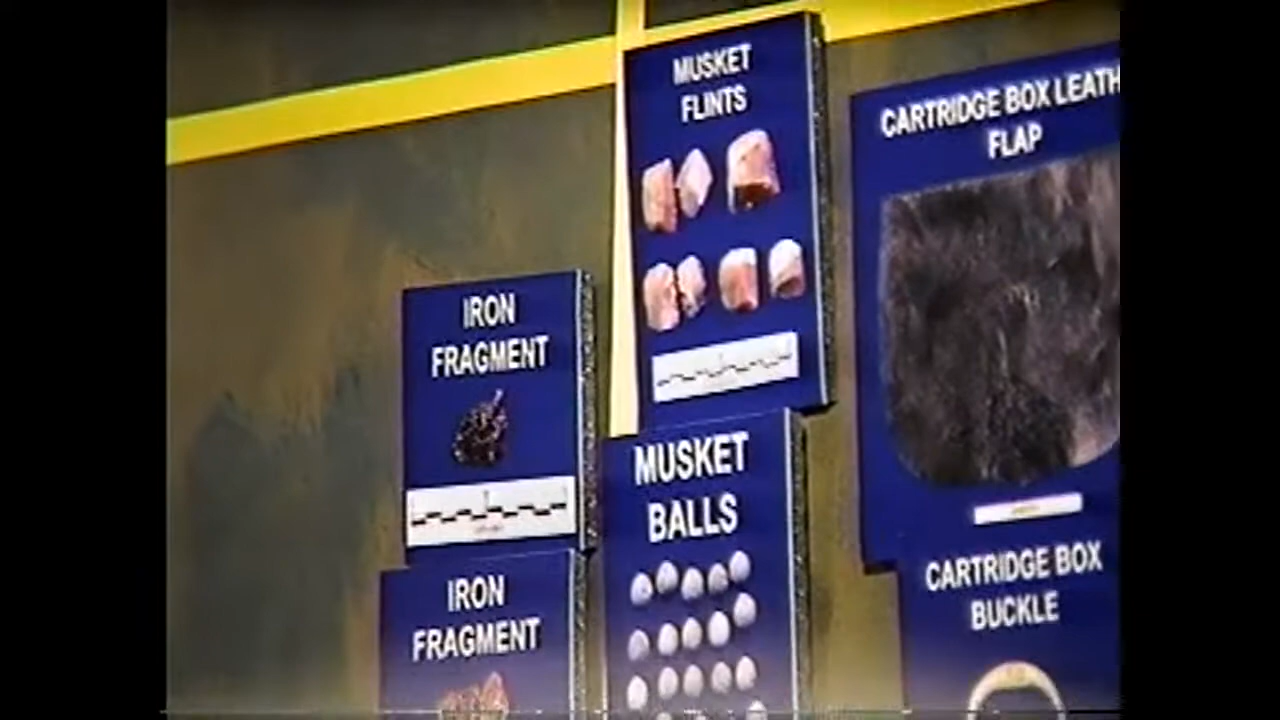 MUSKET
FLINTS
CARTRIDGE BOX LEATH
FLAP
IRON
FRAGMENT
MUSKET
BALLS
CARTRIDGE BOX
BUCKLE
IRON
FRAGMENT